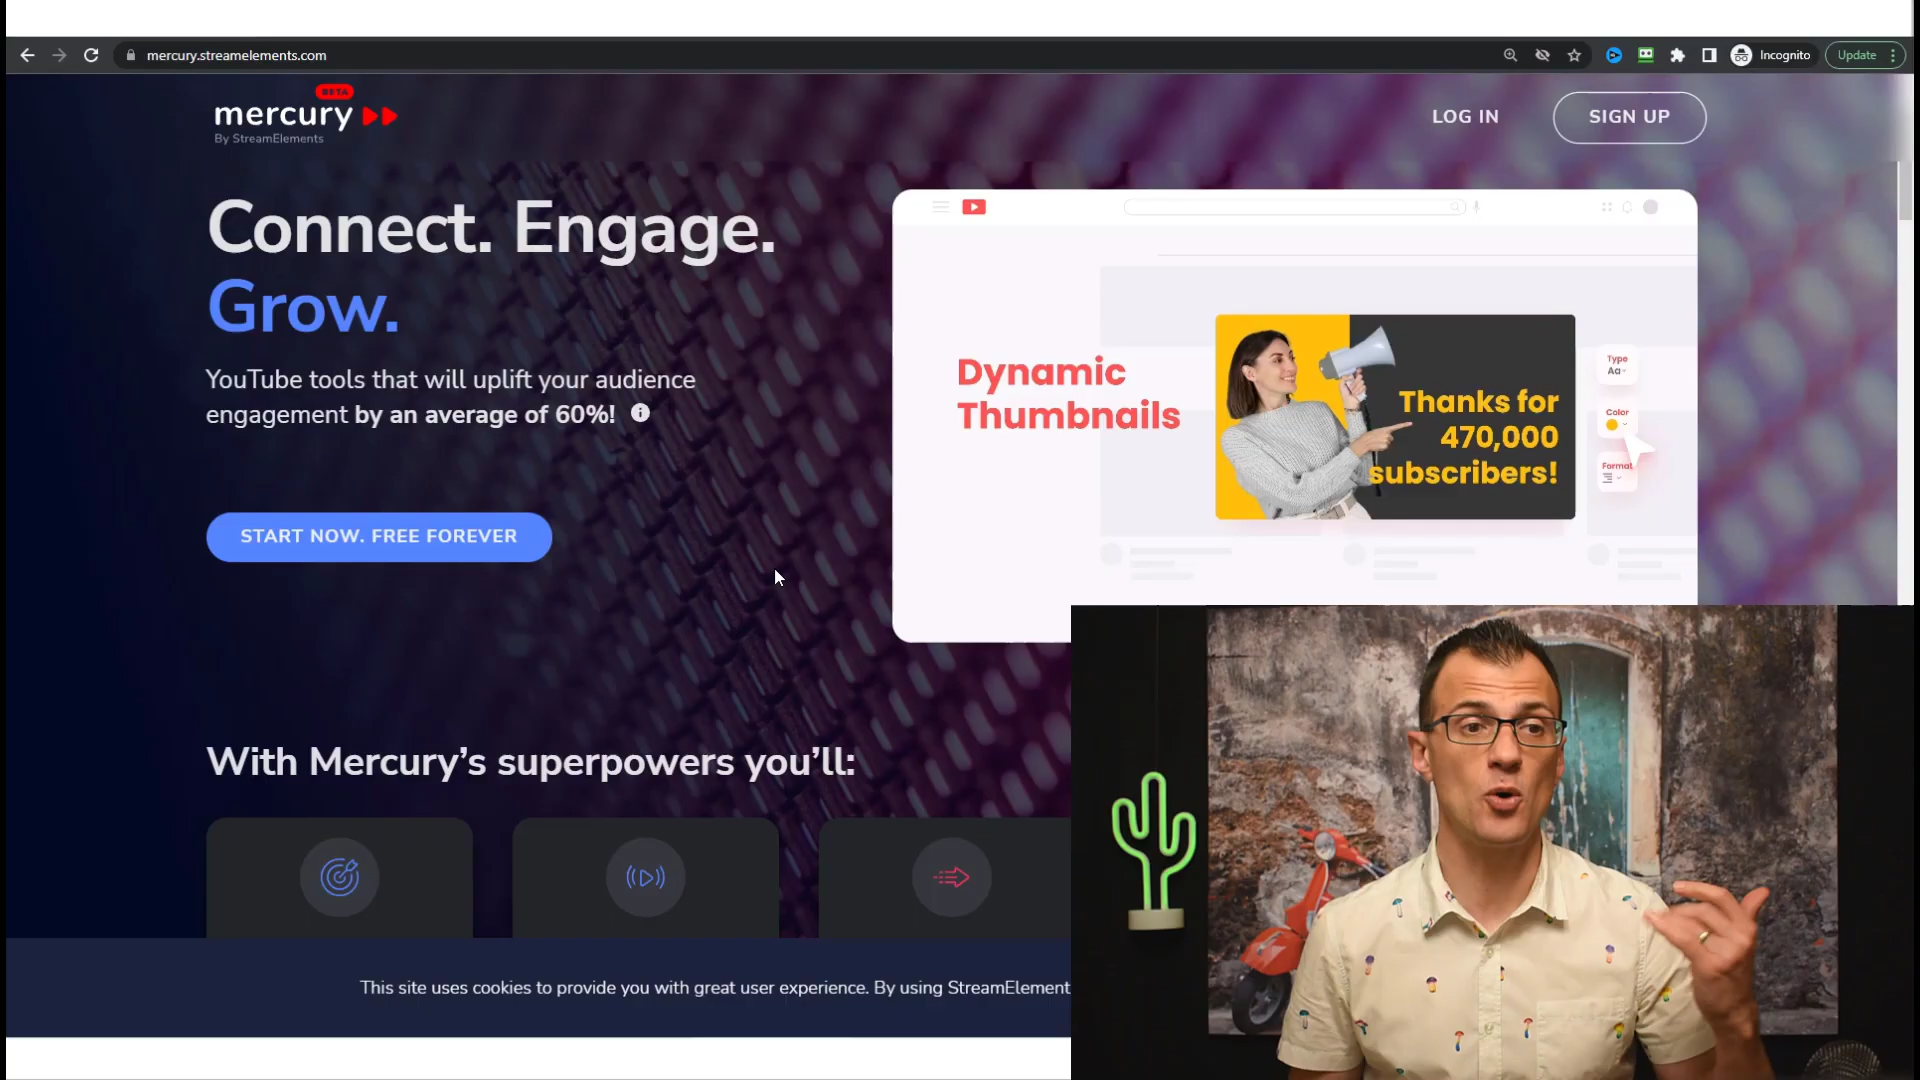 mercury.streamelements.com
Incognito
Update
BETA
mercury
By StreamElements
LOG IN
SIGN UP
Connect. Engage.
Grow.
YouTube tools that will uplift your audience
engagement by an average of 60%!
START NOW. FREE FOREVER
Dynamic
Thumbnails
Thanks for
470,000
subscribers!
Type
Aa
Color
Format
With Mercury’s superpowers you’ll:
This site uses cookies to provide you with great user experience. By using StreamElement